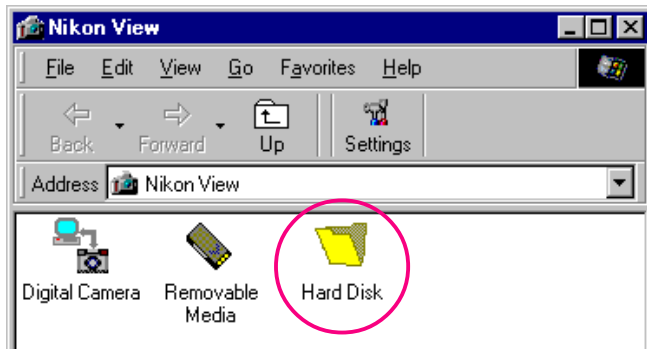 Nikon View
File Edit View Go Favorites Help
Back Forward Up Settings
Address Nikon View
Digital Camera Removable Media Hard Disk